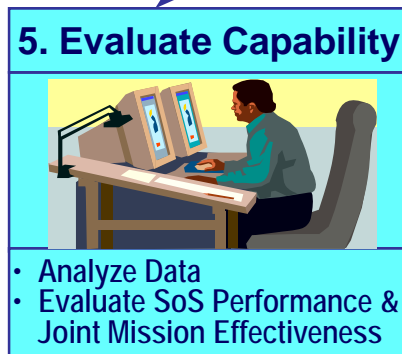 5. Evaluate Capability
• Analyze Data
• Evaluate SoS Performance &
Joint Mission Effectiveness